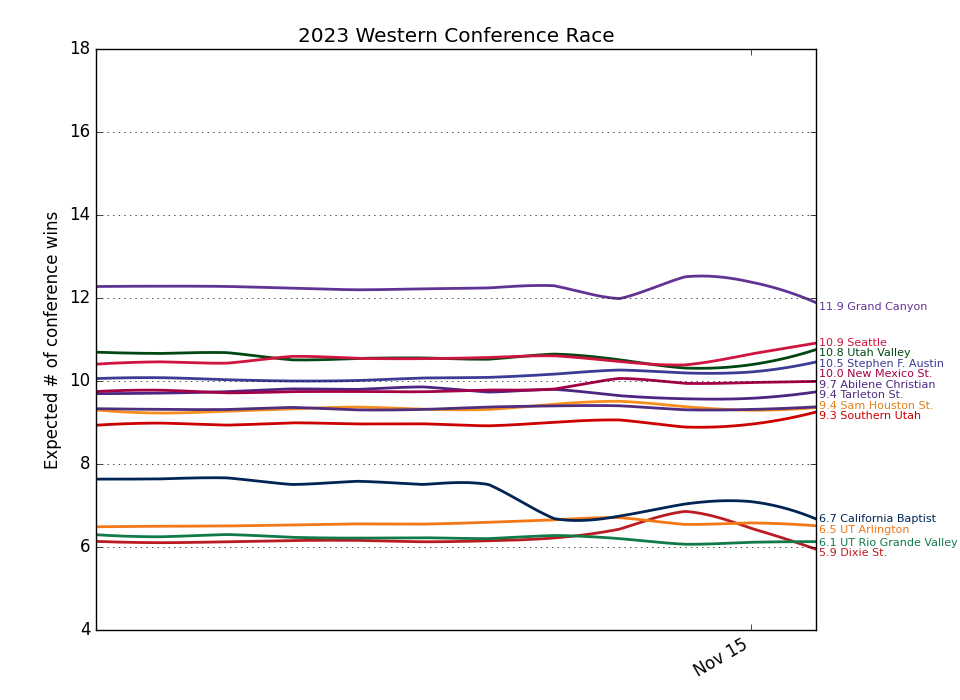 2023 Western Conference Race
Expected # of conference wins
18
16
14
12
10
8
6
4
11.9 Grand Canyon
10.9 Seattle
10.8 Utah Valley
10.5 Stephen F. Austin
10.0 New Mexico St.
9.7 Abilene Christian
9.4 Tarleton St.
9.4 Sam Houston St.
9.3 Southern Utah
6.7 California Baptist
6.5 UT Arlington
6.1 UT Rio Grande Valley
5.9 Dixie St.
Nov 15